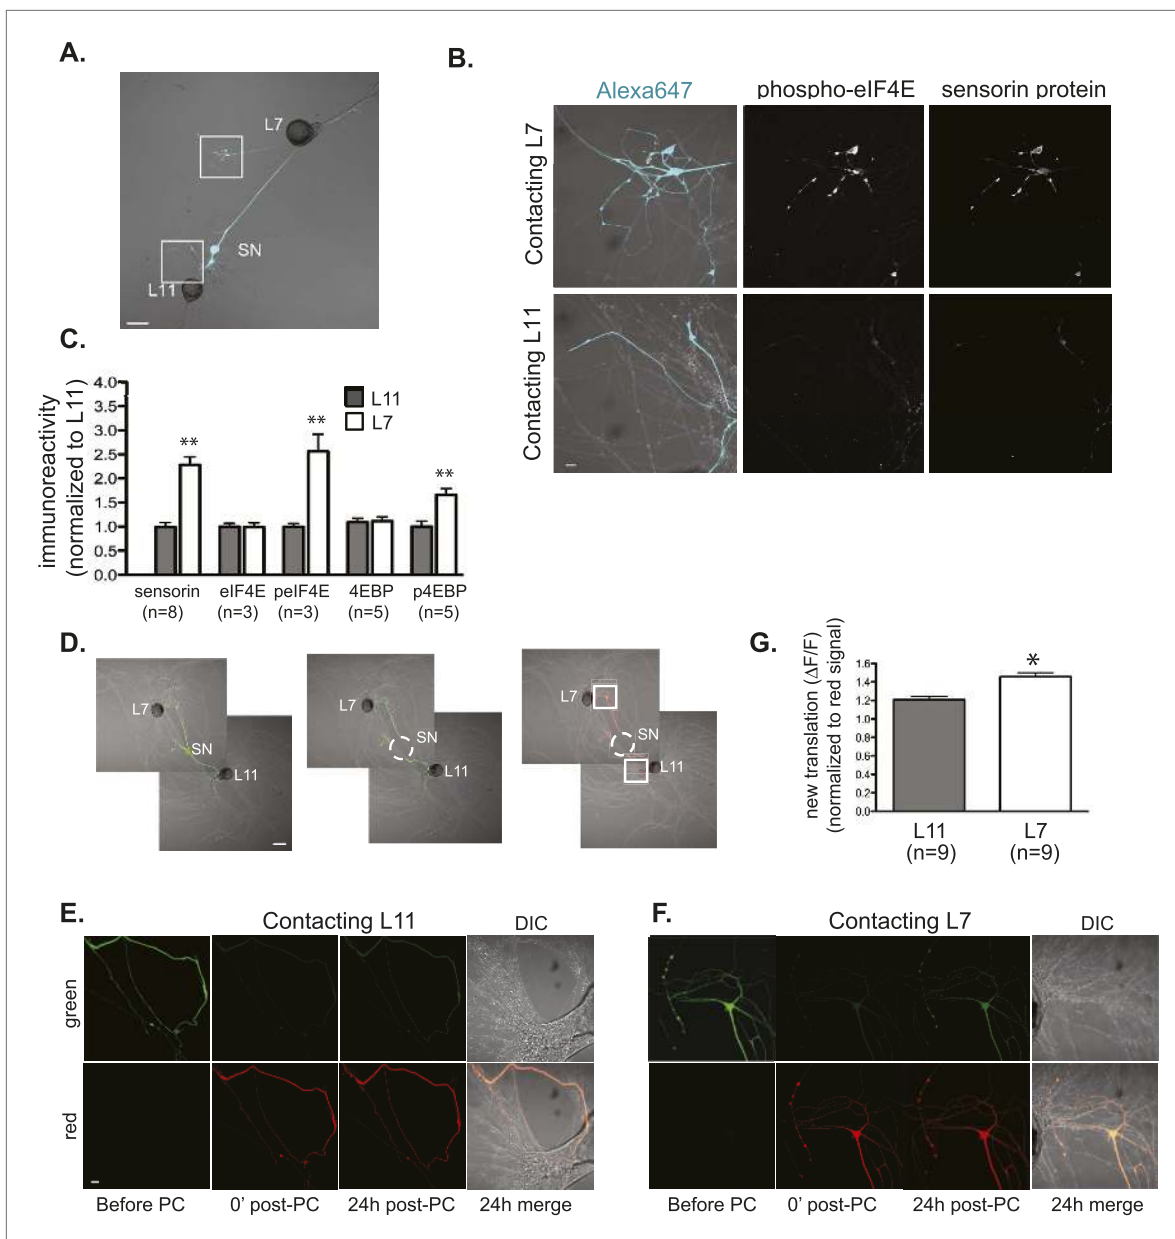 A.
L7
SN
L11
B.
Alexa647
phospho-eIF4E
sensorin protein
Contacting L7
Contacting L11
C.
immunoreactivity
(normalized to L11)
4.0
3.5
3.0
2.5
2.0
1.5
1.0
0.5
0.0
L11
L7
**
**
**
sensorin
(n=8)
eIF4E
(n=3)
peIF4E
(n=3)
4EBP
(n=5)
p4EBP
(n=5)
D.
L7
SN
L11
L7
SN
L11
L7
SN
L11
G.
new translation (ΔF/F)
(normalized to red signal)
1.6
1.4
1.2
1.0
0.8
0.6
0.4
0.2
0.0
*
L11
(n=9)
L7
(n=9)
E.
Contacting L11
DIC
green
red
Before PC
0' post-PC
24h post-PC
24h merge
F.
Contacting L7
DIC
Before PC
0' post-PC
24h post-PC
24h merge